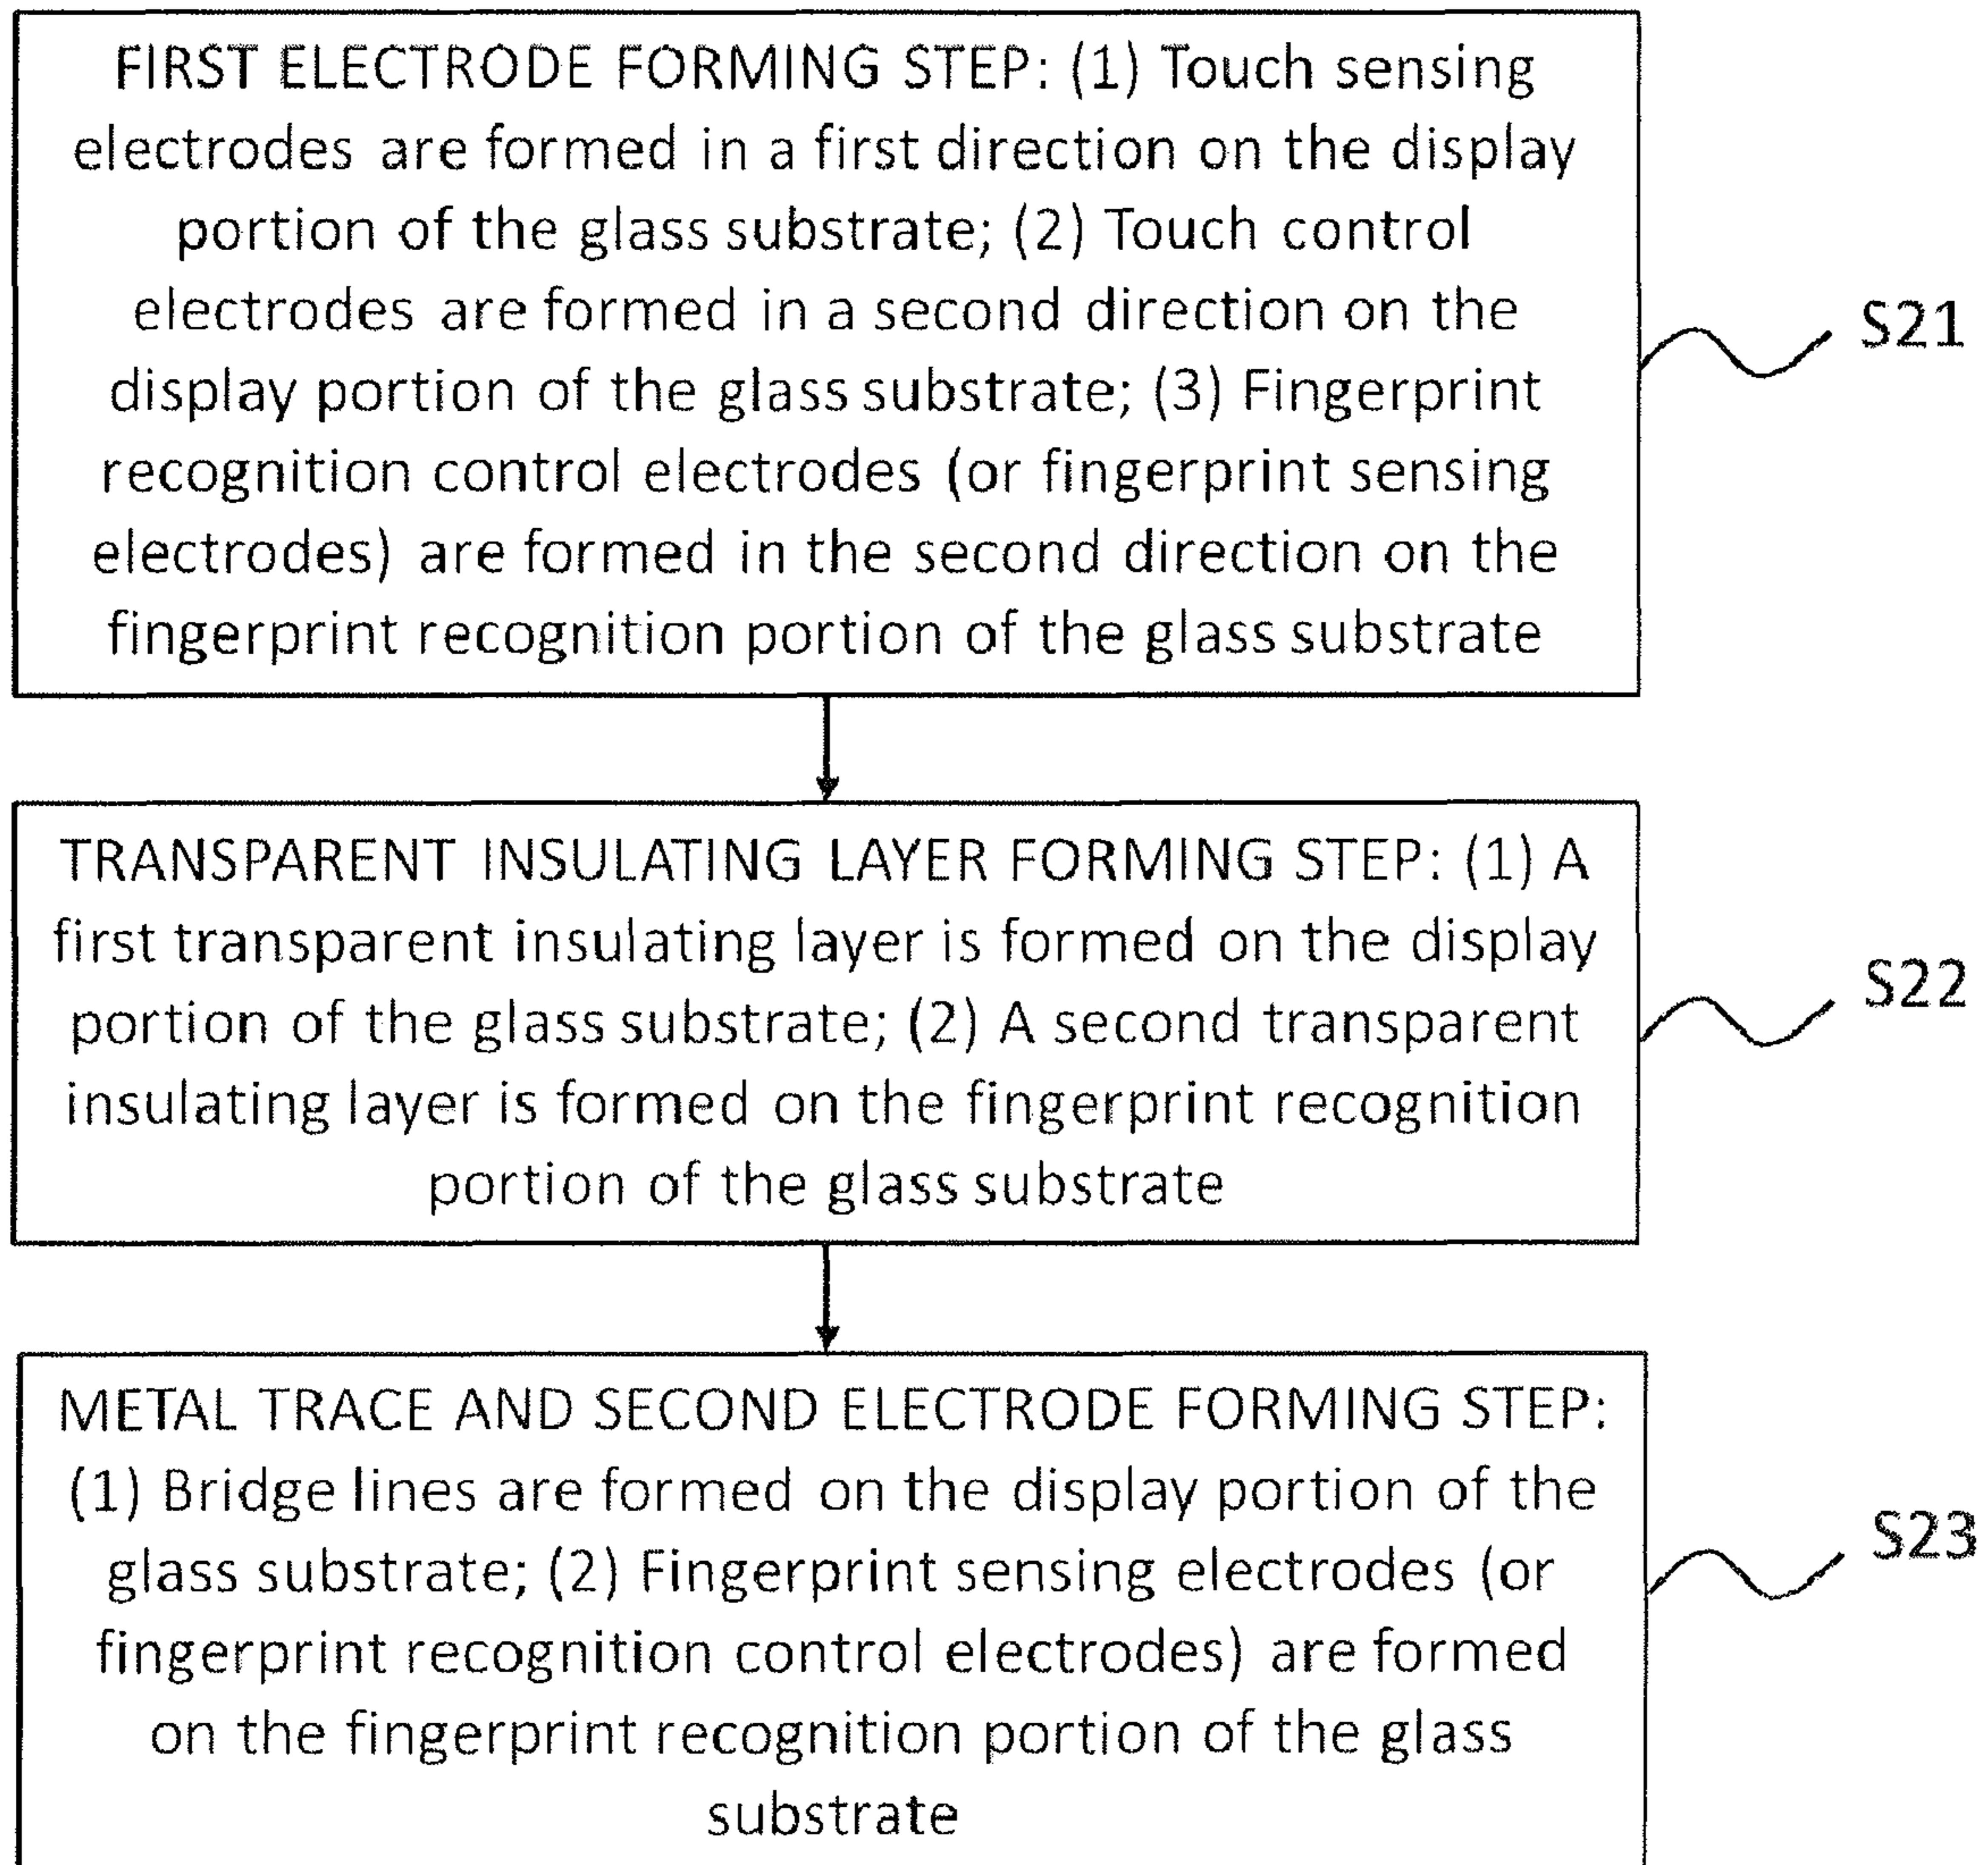 FIRST ELECTRODE FORMING STEP: (1) Touch sensing
electrodes are formed in a first direction on the display
portion of the glass substrate; (2) Touch control
electrodes are formed in a second direction on the
display portion of the glass substrate; (3) Fingerprint
recognition control electrodes (or fingerprint sensing
electrodes) are formed in the second direction on the
fingerprint recognition portion of the glass substrate
S21
TRANSPARENT INSULATING LAYER FORMING STEP: (1) A
first transparent insulating layer is formed on the display
portion of the glass substrate; (2) A second transparent
insulating layer is formed on the fingerprint recognition
portion of the glass substrate
S22
METAL TRACE AND SECOND ELECTRODE FORMING STEP:
(1) Bridge lines are formed on the display portion of the
glass substrate; (2) Fingerprint sensing electrodes (or
fingerprint recognition control electrodes) are formed
on the fingerprint recognition portion of the glass
substrate
S23